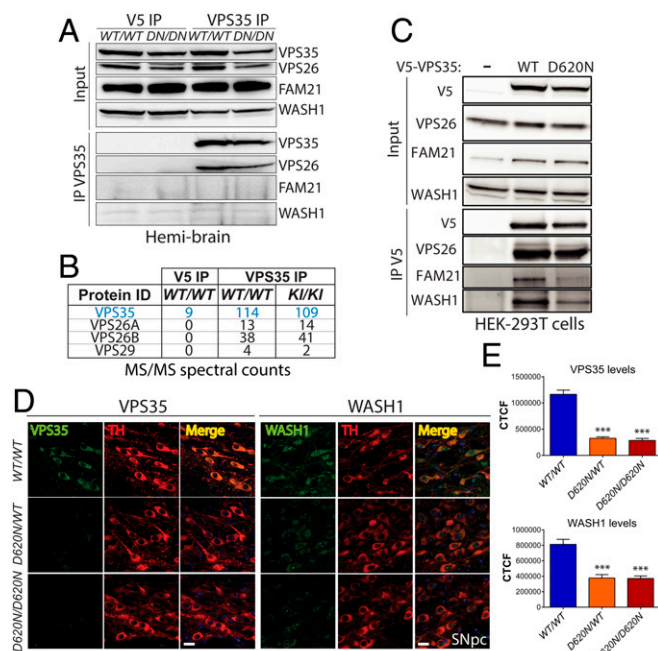 A
V5 IP VPS35 IP
WT/WT DN/DN WT/WT DN/DN
Input
VPS35
VPS26
FAM21
WASH1
IP VPS35
VPS35
VPS26
FAM21
WASH1
Hemi-brain
B
V5 IP VPS35 IP
Protein ID WT/WT WT/WT KI/KI
VPS35 9 114 109
VPS26A 0 13 14
VPS26B 0 38 41
VPS29 0 4 2
MS/MS spectral counts
C
V5-VPS35: – WT D620N
Input
V5
VPS26
FAM21
WASH1
IP V5
V5
VPS26
FAM21
WASH1
HEK-293T cells
D
VPS35 WASH1
VPS35 TH Merge WASH1 TH Merge
WT/WT
D620N/WT
D620N/D620N
SNpc
E
VPS35 levels
CTCF
1500000
1000000
500000
0
*** ***
WT/WT D620N/WT D620N/D620N
WASH1 levels
CTCF
1000000
800000
600000
400000
200000
0
*** ***
WT/WT D620N/WT D620N/D620N